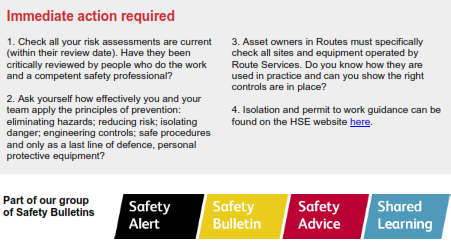 Immediate action required
1. Check all your risk assessments are current
(within their review date). Have they been
critically reviewed by people who do the work
and a competent safety professional?
2. Ask yourself how effectively you and your
team apply the principles of prevention:
eliminating hazards; reducing risk; isolating
danger; engineering controls; safe procedures
and only as a last line of defence, personal
protective equipment?
3. Asset owners in Routes must specifically
check all sites and equipment operated by
Route Services. Do you know how they are
used in practice and can you show the right
controls are in place?
4. Isolation and permit to work guidance can be
found on the HSE website here.
Part of our group
of Safety Bulletins
Safety
Alert
Safety
Bulletin
Safety
Advice
Shared
Learning